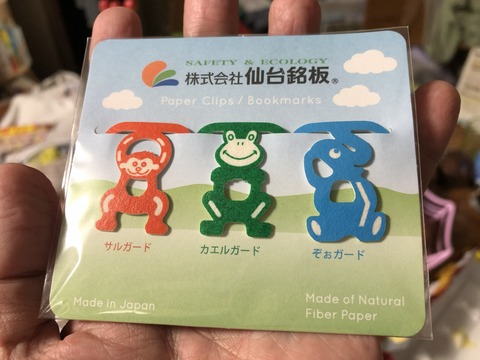 SAFETY & ECOLOGY
株式会社仙台銘板®
Paper Clips / Bookmarks
サルガード
カエルガード
ぞぉガード
Made in Japan
Made of Natural
Fiber Paper